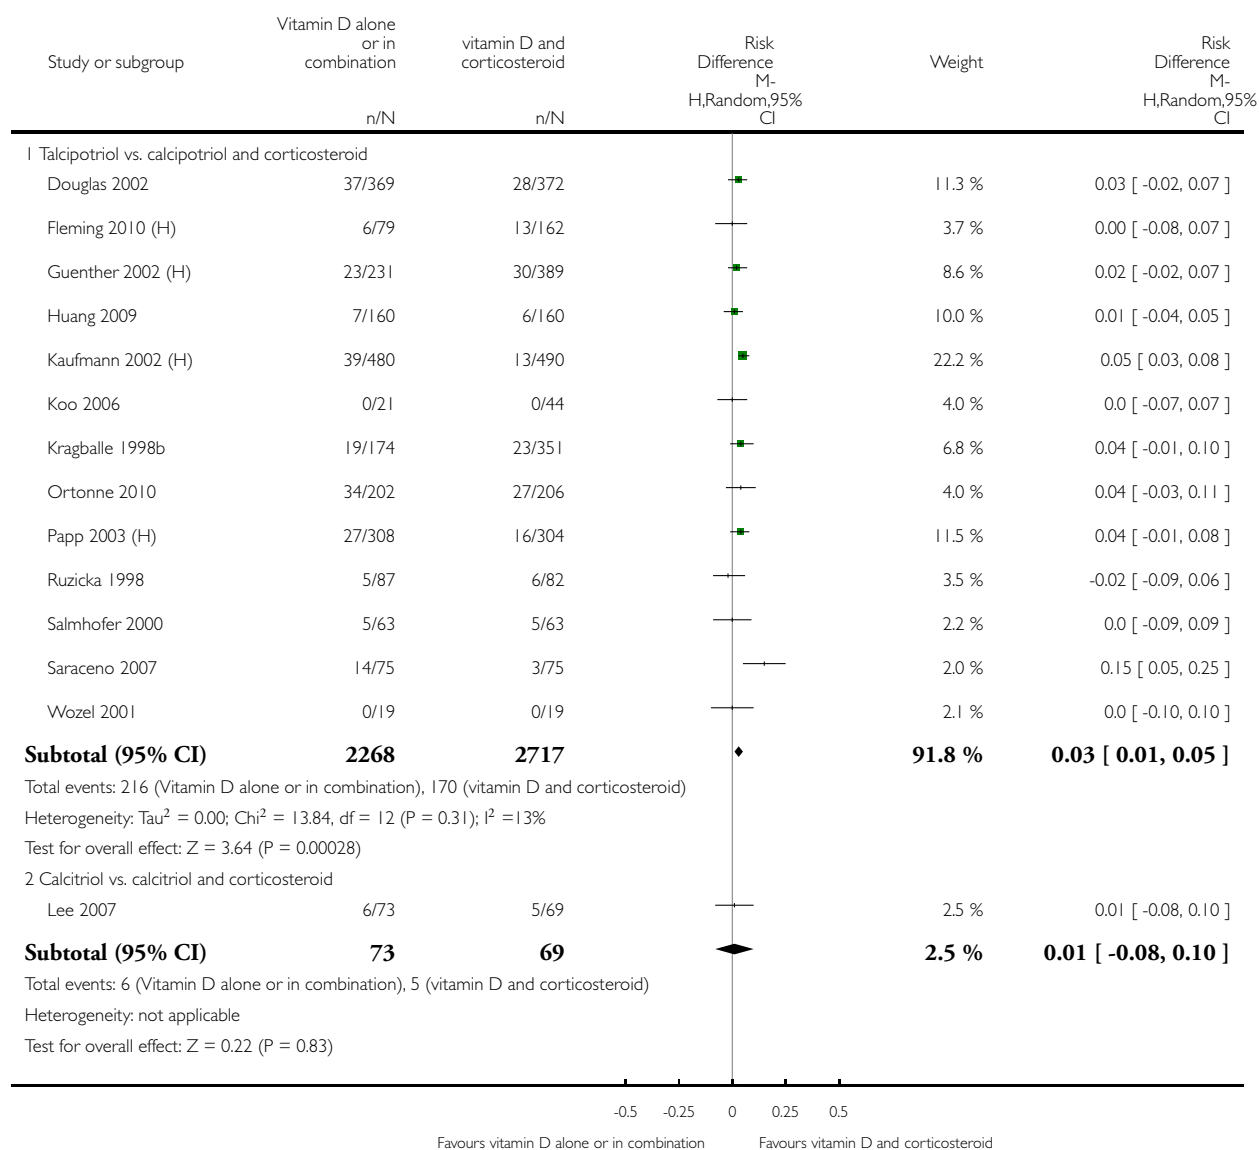 Study or subgroup Vitamin D alone or in combination vitamin D and corticosteroid Risk Difference Weight Risk Difference
n/N n/N M-H,Random,95% CI M-H,Random,95% CI
1 Talcipotriol vs. calcipotriol and corticosteroid
Douglas 2002 37/369 28/372 11.3 % 0.03 [ -0.02, 0.07 ]
Fleming 2010 (H) 6/79 13/162 3.7 % 0.00 [ -0.08, 0.07 ]
Guenther 2002 (H) 23/231 30/389 8.6 % 0.02 [ -0.02, 0.07 ]
Huang 2009 7/160 6/160 10.0 % 0.01 [ -0.04, 0.05 ]
Kaufmann 2002 (H) 39/480 13/490 22.2 % 0.05 [ 0.03, 0.08 ]
Koo 2006 0/21 0/44 4.0 % 0.0 [ -0.07, 0.07 ]
Kragballe 1998b 19/174 23/351 6.8 % 0.04 [ -0.01, 0.10 ]
Ortonne 2010 34/202 27/206 4.0 % 0.04 [ -0.03, 0.11 ]
Papp 2003 (H) 27/308 16/304 11.5 % 0.04 [ -0.01, 0.08 ]
Ruzicka 1998 5/87 6/82 3.5 % -0.02 [ -0.09, 0.06 ]
Salmhofer 2000 5/63 5/63 2.2 % 0.0 [ -0.09, 0.09 ]
Saraceno 2007 14/75 3/75 2.0 % 0.15 [ 0.05, 0.25 ]
Wozel 2001 0/19 0/19 2.1 % 0.0 [ -0.10, 0.10 ]
Subtotal (95% CI) 2268 2717 91.8 % 0.03 [ 0.01, 0.05 ]
Total events: 216 (Vitamin D alone or in combination), 170 (vitamin D and corticosteroid)
Heterogeneity: Tau² = 0.00; Chi² = 13.84, df = 12 (P = 0.31); I² =13%
Test for overall effect: Z = 3.64 (P = 0.00028)
2 Calcitriol vs. calcitriol and corticosteroid
Lee 2007 6/73 5/69 2.5 % 0.01 [ -0.08, 0.10 ]
Subtotal (95% CI) 73 69 2.5 % 0.01 [ -0.08, 0.10 ]
Total events: 6 (Vitamin D alone or in combination), 5 (vitamin D and corticosteroid)
Heterogeneity: not applicable
Test for overall effect: Z = 0.22 (P = 0.83)
-0.5 -0.25 0 0.25 0.5
Favours vitamin D alone or in combination Favours vitamin D and corticosteroid